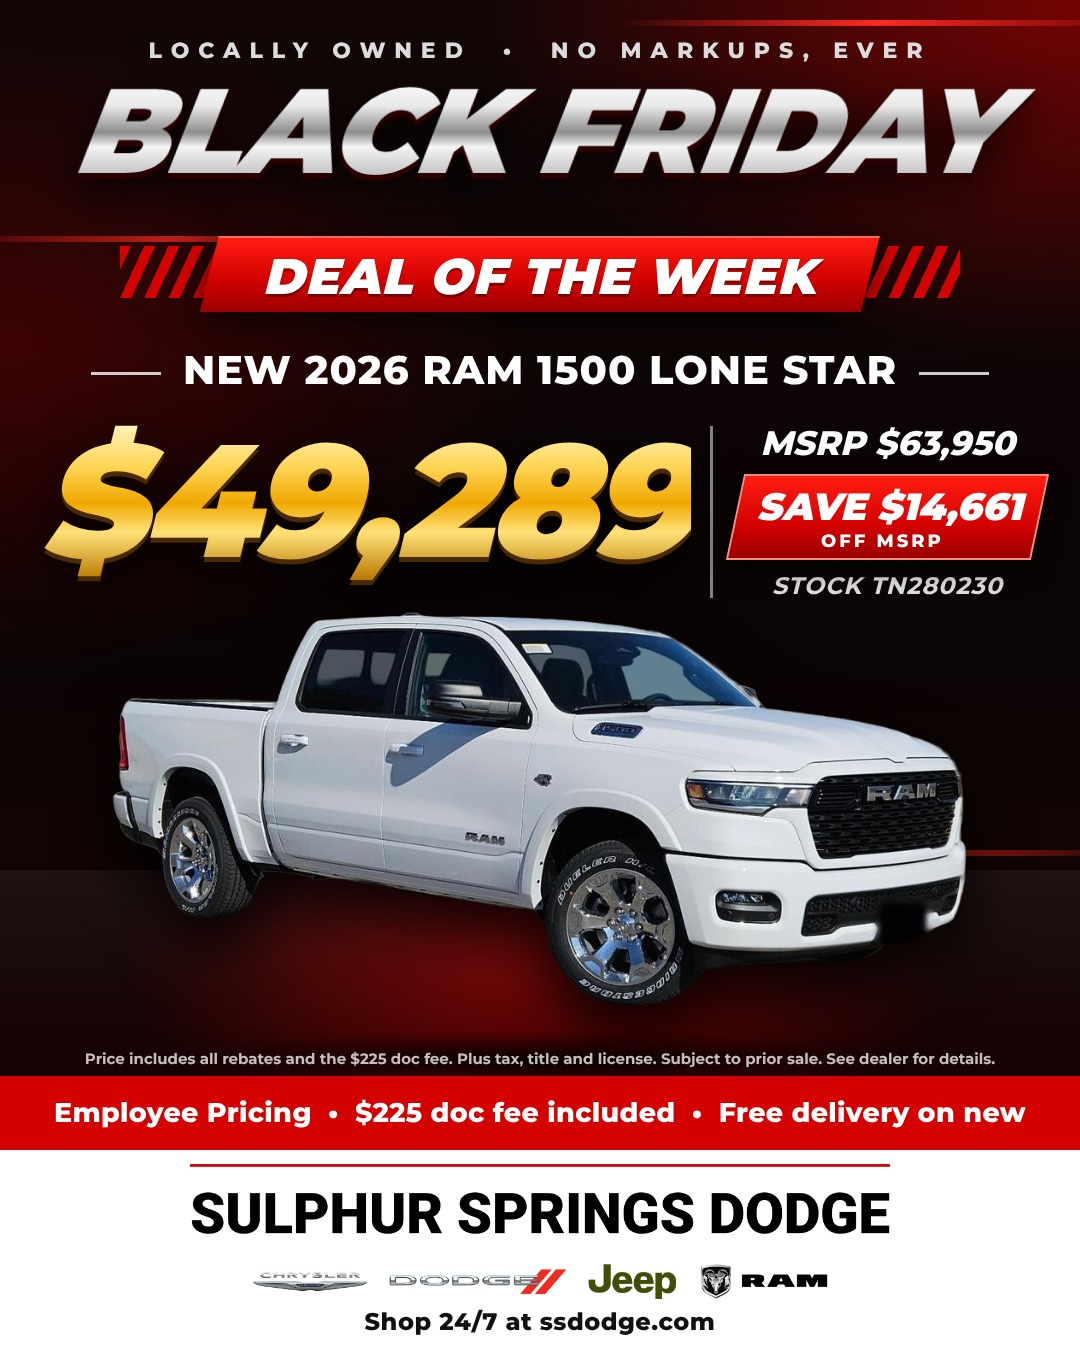 LOCALLY OWNED • NO MARKUPS, EVER
BLACK FRIDAY
DEAL OF THE WEEK
NEW 2026 RAM 1500 LONE STAR
$49,289
MSRP $63,950
SAVE $14,661
OFF MSRP
STOCK TN280230
1500
RAM
RAM
DUELER H/L
BRIDGESTONE
Price includes all rebates and the $225 doc fee. Plus tax, title and license. Subject to prior sale. See dealer for details.
Employee Pricing • $225 doc fee included • Free delivery on new
SULPHUR SPRINGS DODGE
CHRYSLER DODGE Jeep RAM
Shop 24/7 at ssdodge.com